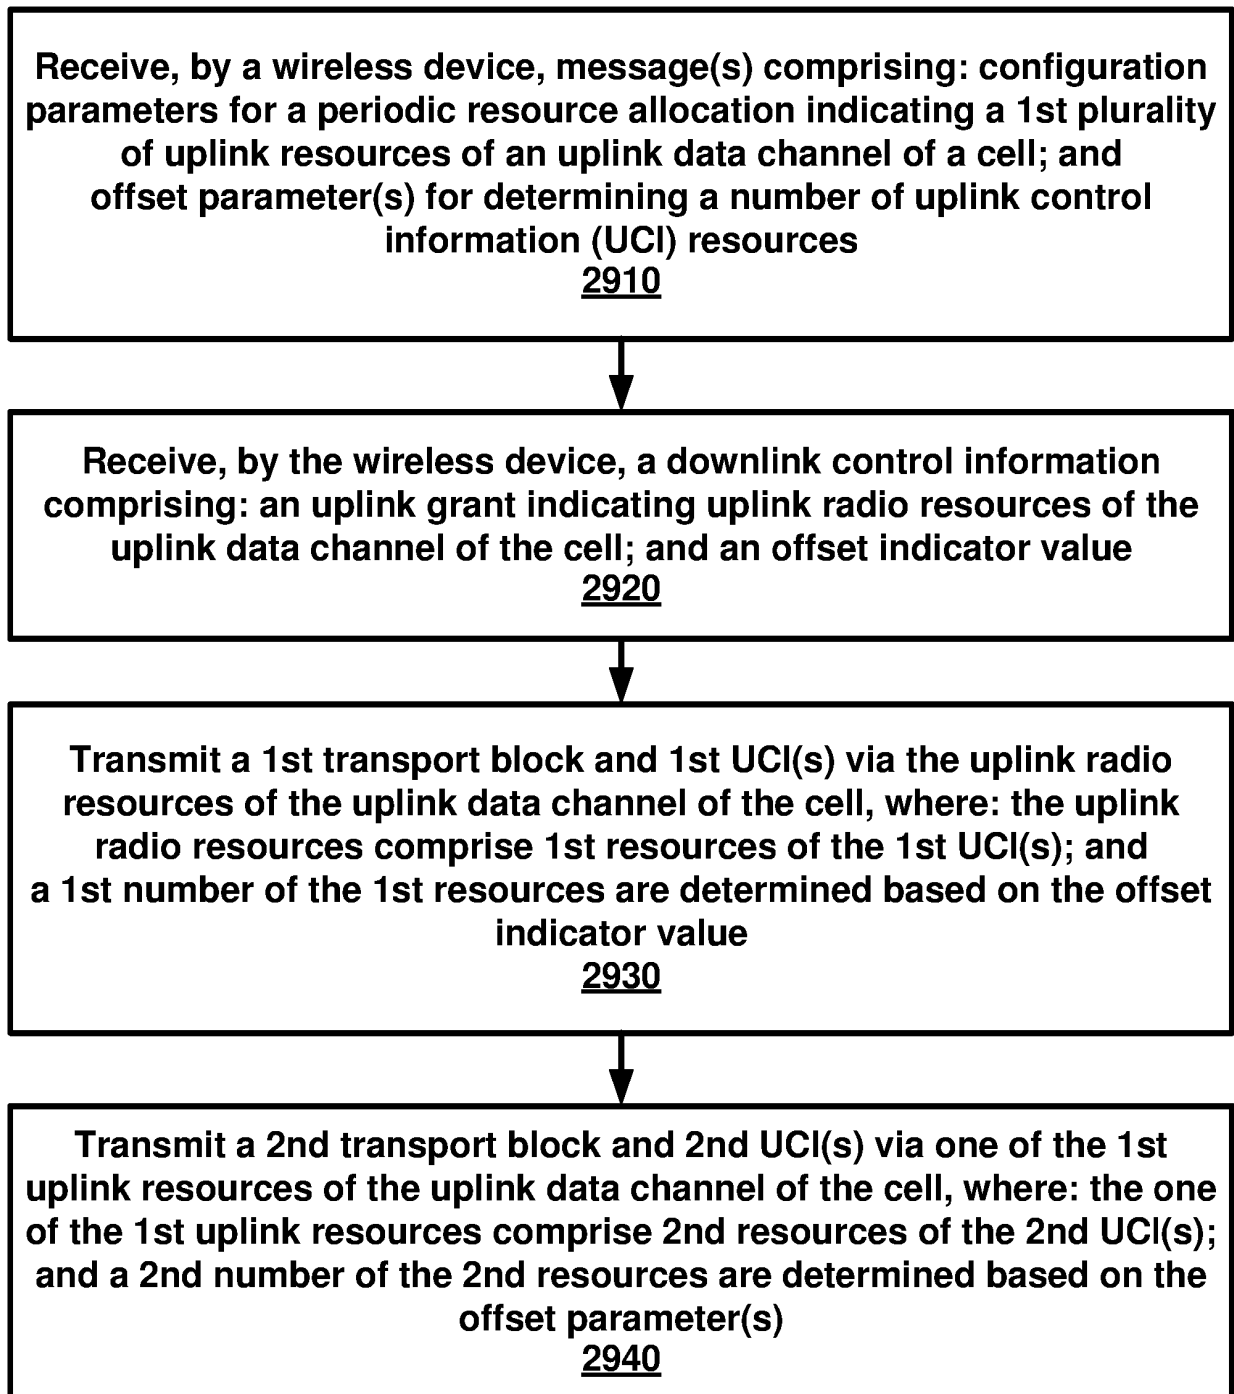 Receive, by a wireless device, message(s) comprising: configuration
parameters for a periodic resource allocation indicating a 1st plurality
of uplink resources of an uplink data channel of a cell; and
offset parameter(s) for determining a number of uplink control
information (UCI) resources
2910
Receive, by the wireless device, a downlink control information
comprising: an uplink grant indicating uplink radio resources of the
uplink data channel of the cell; and an offset indicator value
2920
Transmit a 1st transport block and 1st UCI(s) via the uplink radio
resources of the uplink data channel of the cell, where: the uplink
radio resources comprise 1st resources of the 1st UCI(s); and
a 1st number of the 1st resources are determined based on the offset
indicator value
2930
Transmit a 2nd transport block and 2nd UCI(s) via one of the 1st
uplink resources of the uplink data channel of the cell, where: the one
of the 1st uplink resources comprise 2nd resources of the 2nd UCI(s);
and a 2nd number of the 2nd resources are determined based on the
offset parameter(s)
2940